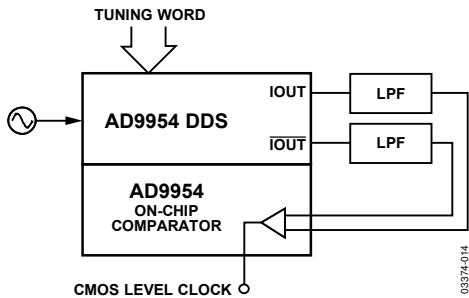 TUNING WORD
IOUT
LPF
AD9954 DDS
IOUT
LPF
AD9954
ON-CHIP
COMPARATOR
CMOS LEVEL CLOCK
03374-014